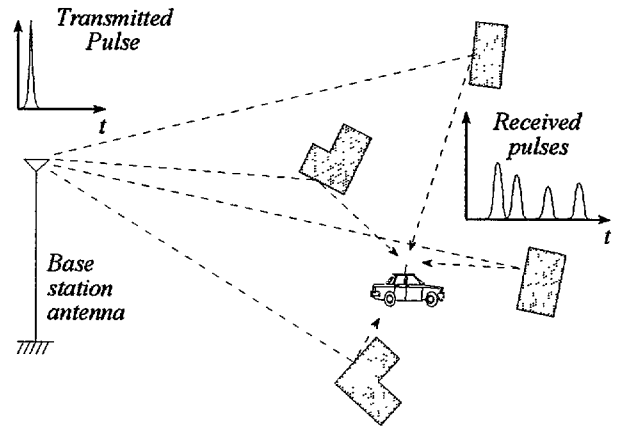 Transmitted
Pulse
t
Received
pulses
t
Base
station
antenna